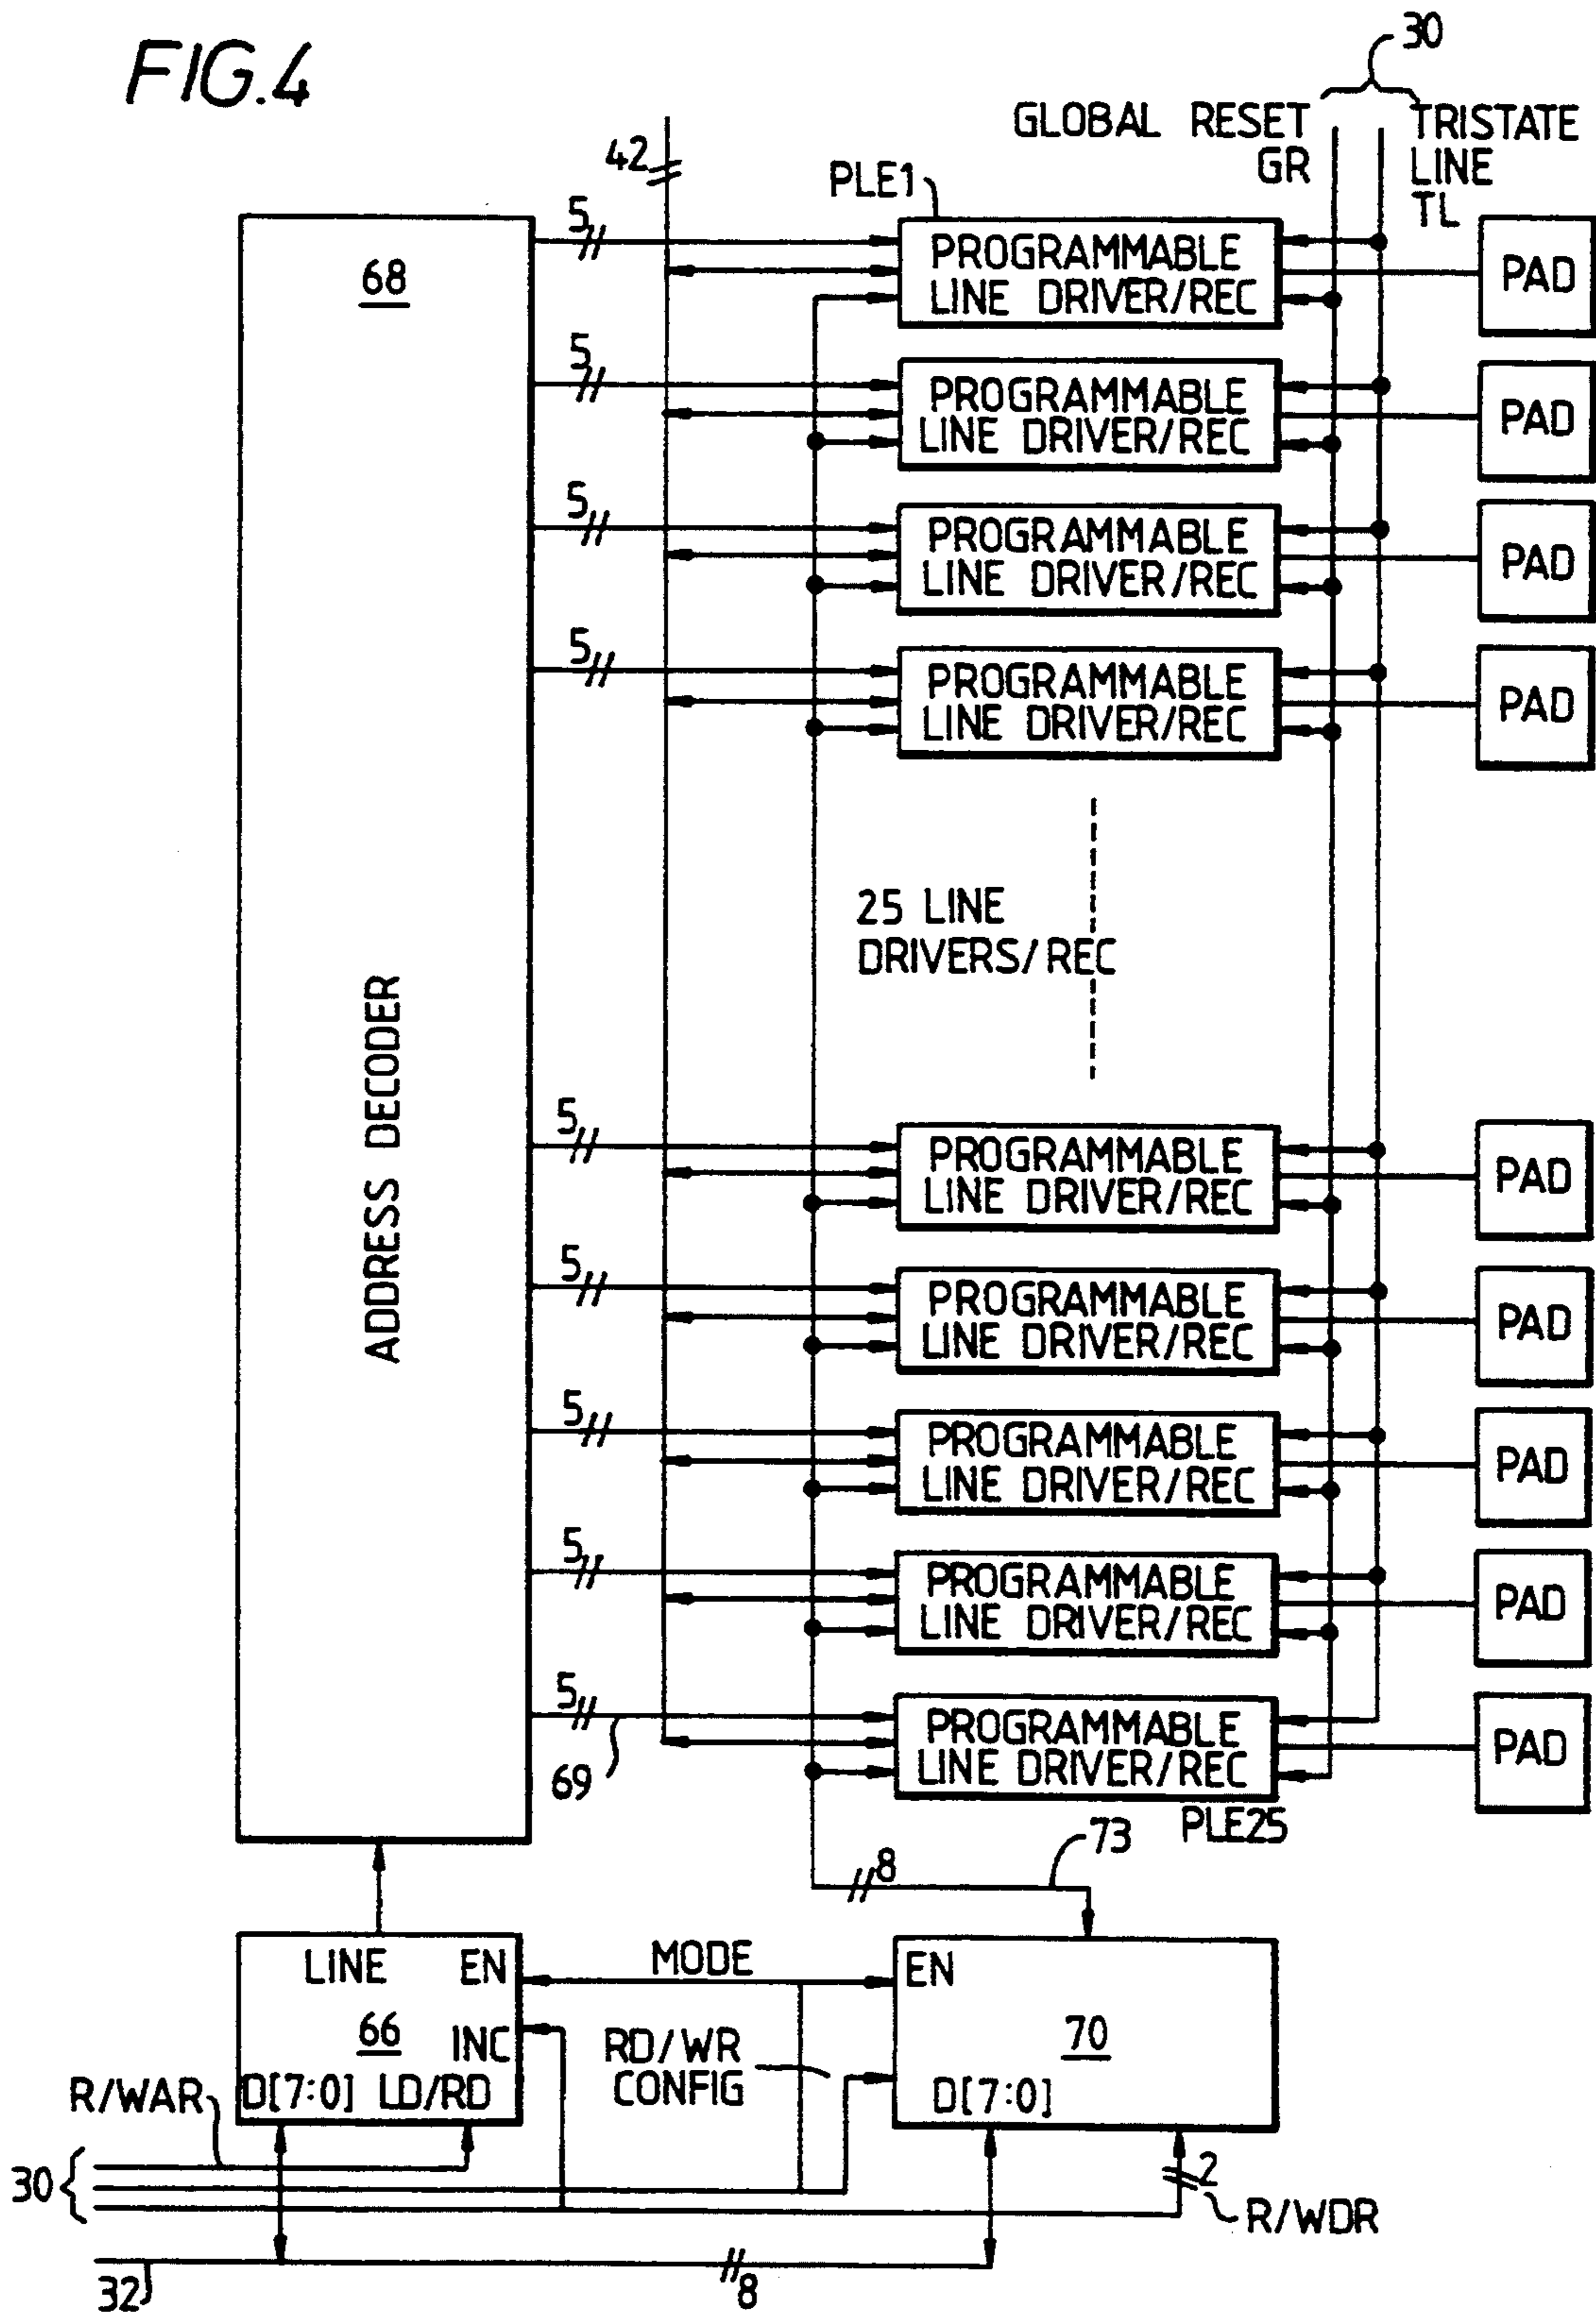 FIG.4
30
GLOBAL RESET
GR
TRISTATE
LINE
TL
42
PLE1
68
ADDRESS DECODER
5
PROGRAMMABLE
LINE DRIVER/REC
PAD
5
PROGRAMMABLE
LINE DRIVER/REC
PAD
5
PROGRAMMABLE
LINE DRIVER/REC
PAD
5
PROGRAMMABLE
LINE DRIVER/REC
PAD
25 LINE
DRIVERS/REC
5
PROGRAMMABLE
LINE DRIVER/REC
PAD
5
PROGRAMMABLE
LINE DRIVER/REC
PAD
5
PROGRAMMABLE
LINE DRIVER/REC
PAD
5
PROGRAMMABLE
LINE DRIVER/REC
PAD
5
69
PROGRAMMABLE
LINE DRIVER/REC
PAD
PLE25
73
8
LINE EN
66 INC
D[7:0] LD/RD
MODE
RD/WR
CONFIG
EN
70
D[7:0]
R/WAR
30
2
R/WDR
32
8